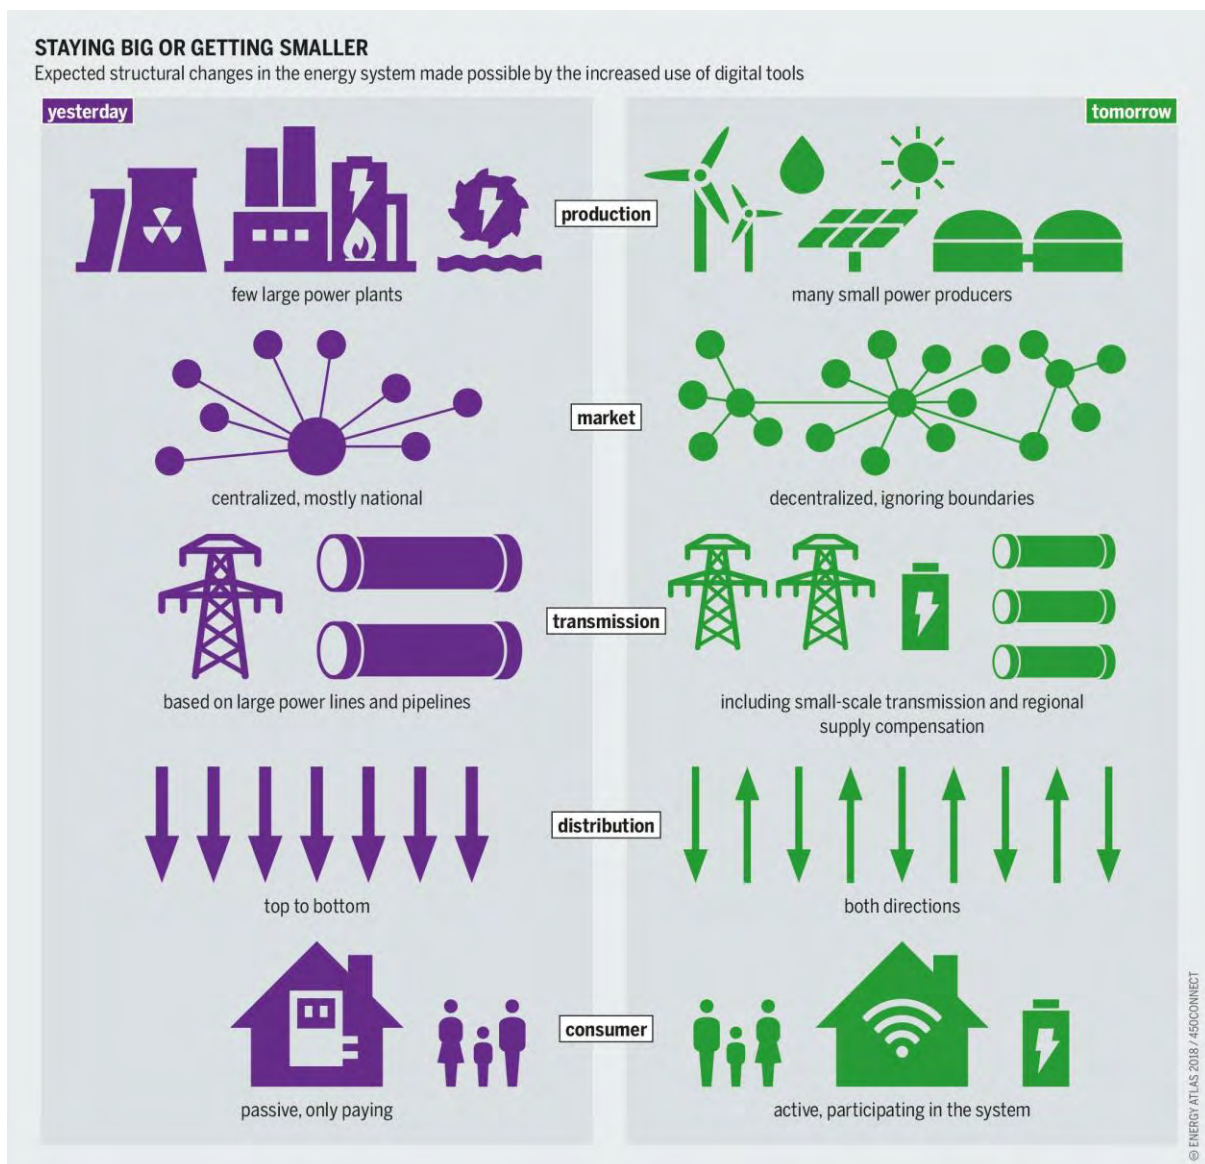 STAYING BIG OR GETTING SMALLER
Expected structural changes in the energy system made possible by the increased use of digital tools
yesterday
tomorrow
production
few large power plants
many small power producers
market
centralized, mostly national
decentralized, ignoring boundaries
transmission
based on large power lines and pipelines
including small-scale transmission and regional
supply compensation
distribution
top to bottom
both directions
consumer
passive, only paying
active, participating in the system
© ENERGY ATLAS 2018 / 450CONNECT